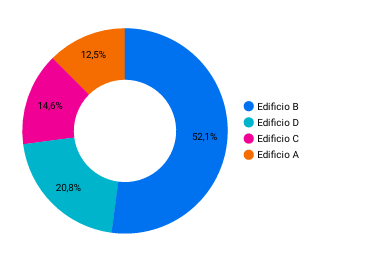 12,5%
14,6%
52,1%
20,8%
Edificio B
Edificio D
Edificio C
Edificio A